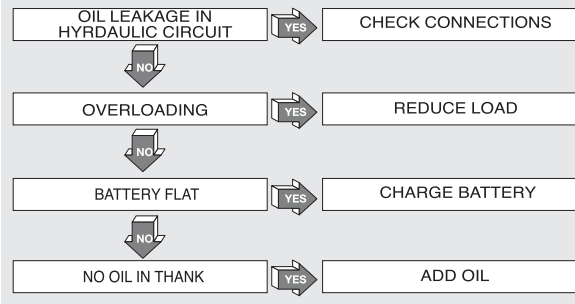 OIL LEAKAGE IN
HYRDAULIC CIRCUIT
YES
CHECK CONNECTIONS
NO
OVERLOADING
YES
REDUCE LOAD
NO
BATTERY FLAT
YES
CHARGE BATTERY
NO
NO OIL IN THANK
YES
ADD OIL